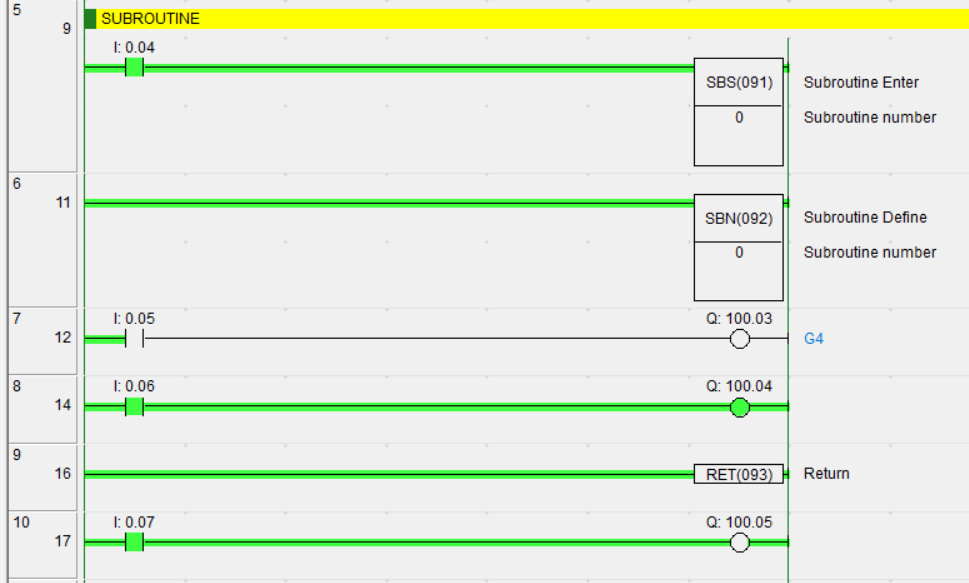 5
9
SUBROUTINE
I: 0.04
SBS(091)
Subroutine Enter
0
Subroutine number
6
11
SBN(092)
Subroutine Define
0
Subroutine number
7
12
I: 0.05
Q: 100.03
G4
8
14
I: 0.06
Q: 100.04
9
16
RET(093)
Return
10
17
I: 0.07
Q: 100.05